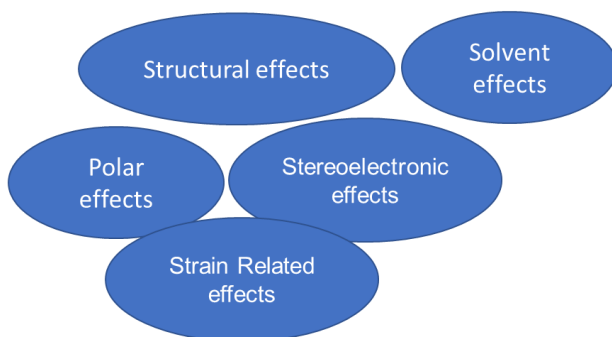 Structural effects
Solvent
effects
Polar
effects
Stereoelectronic
effects
Strain Related
effects